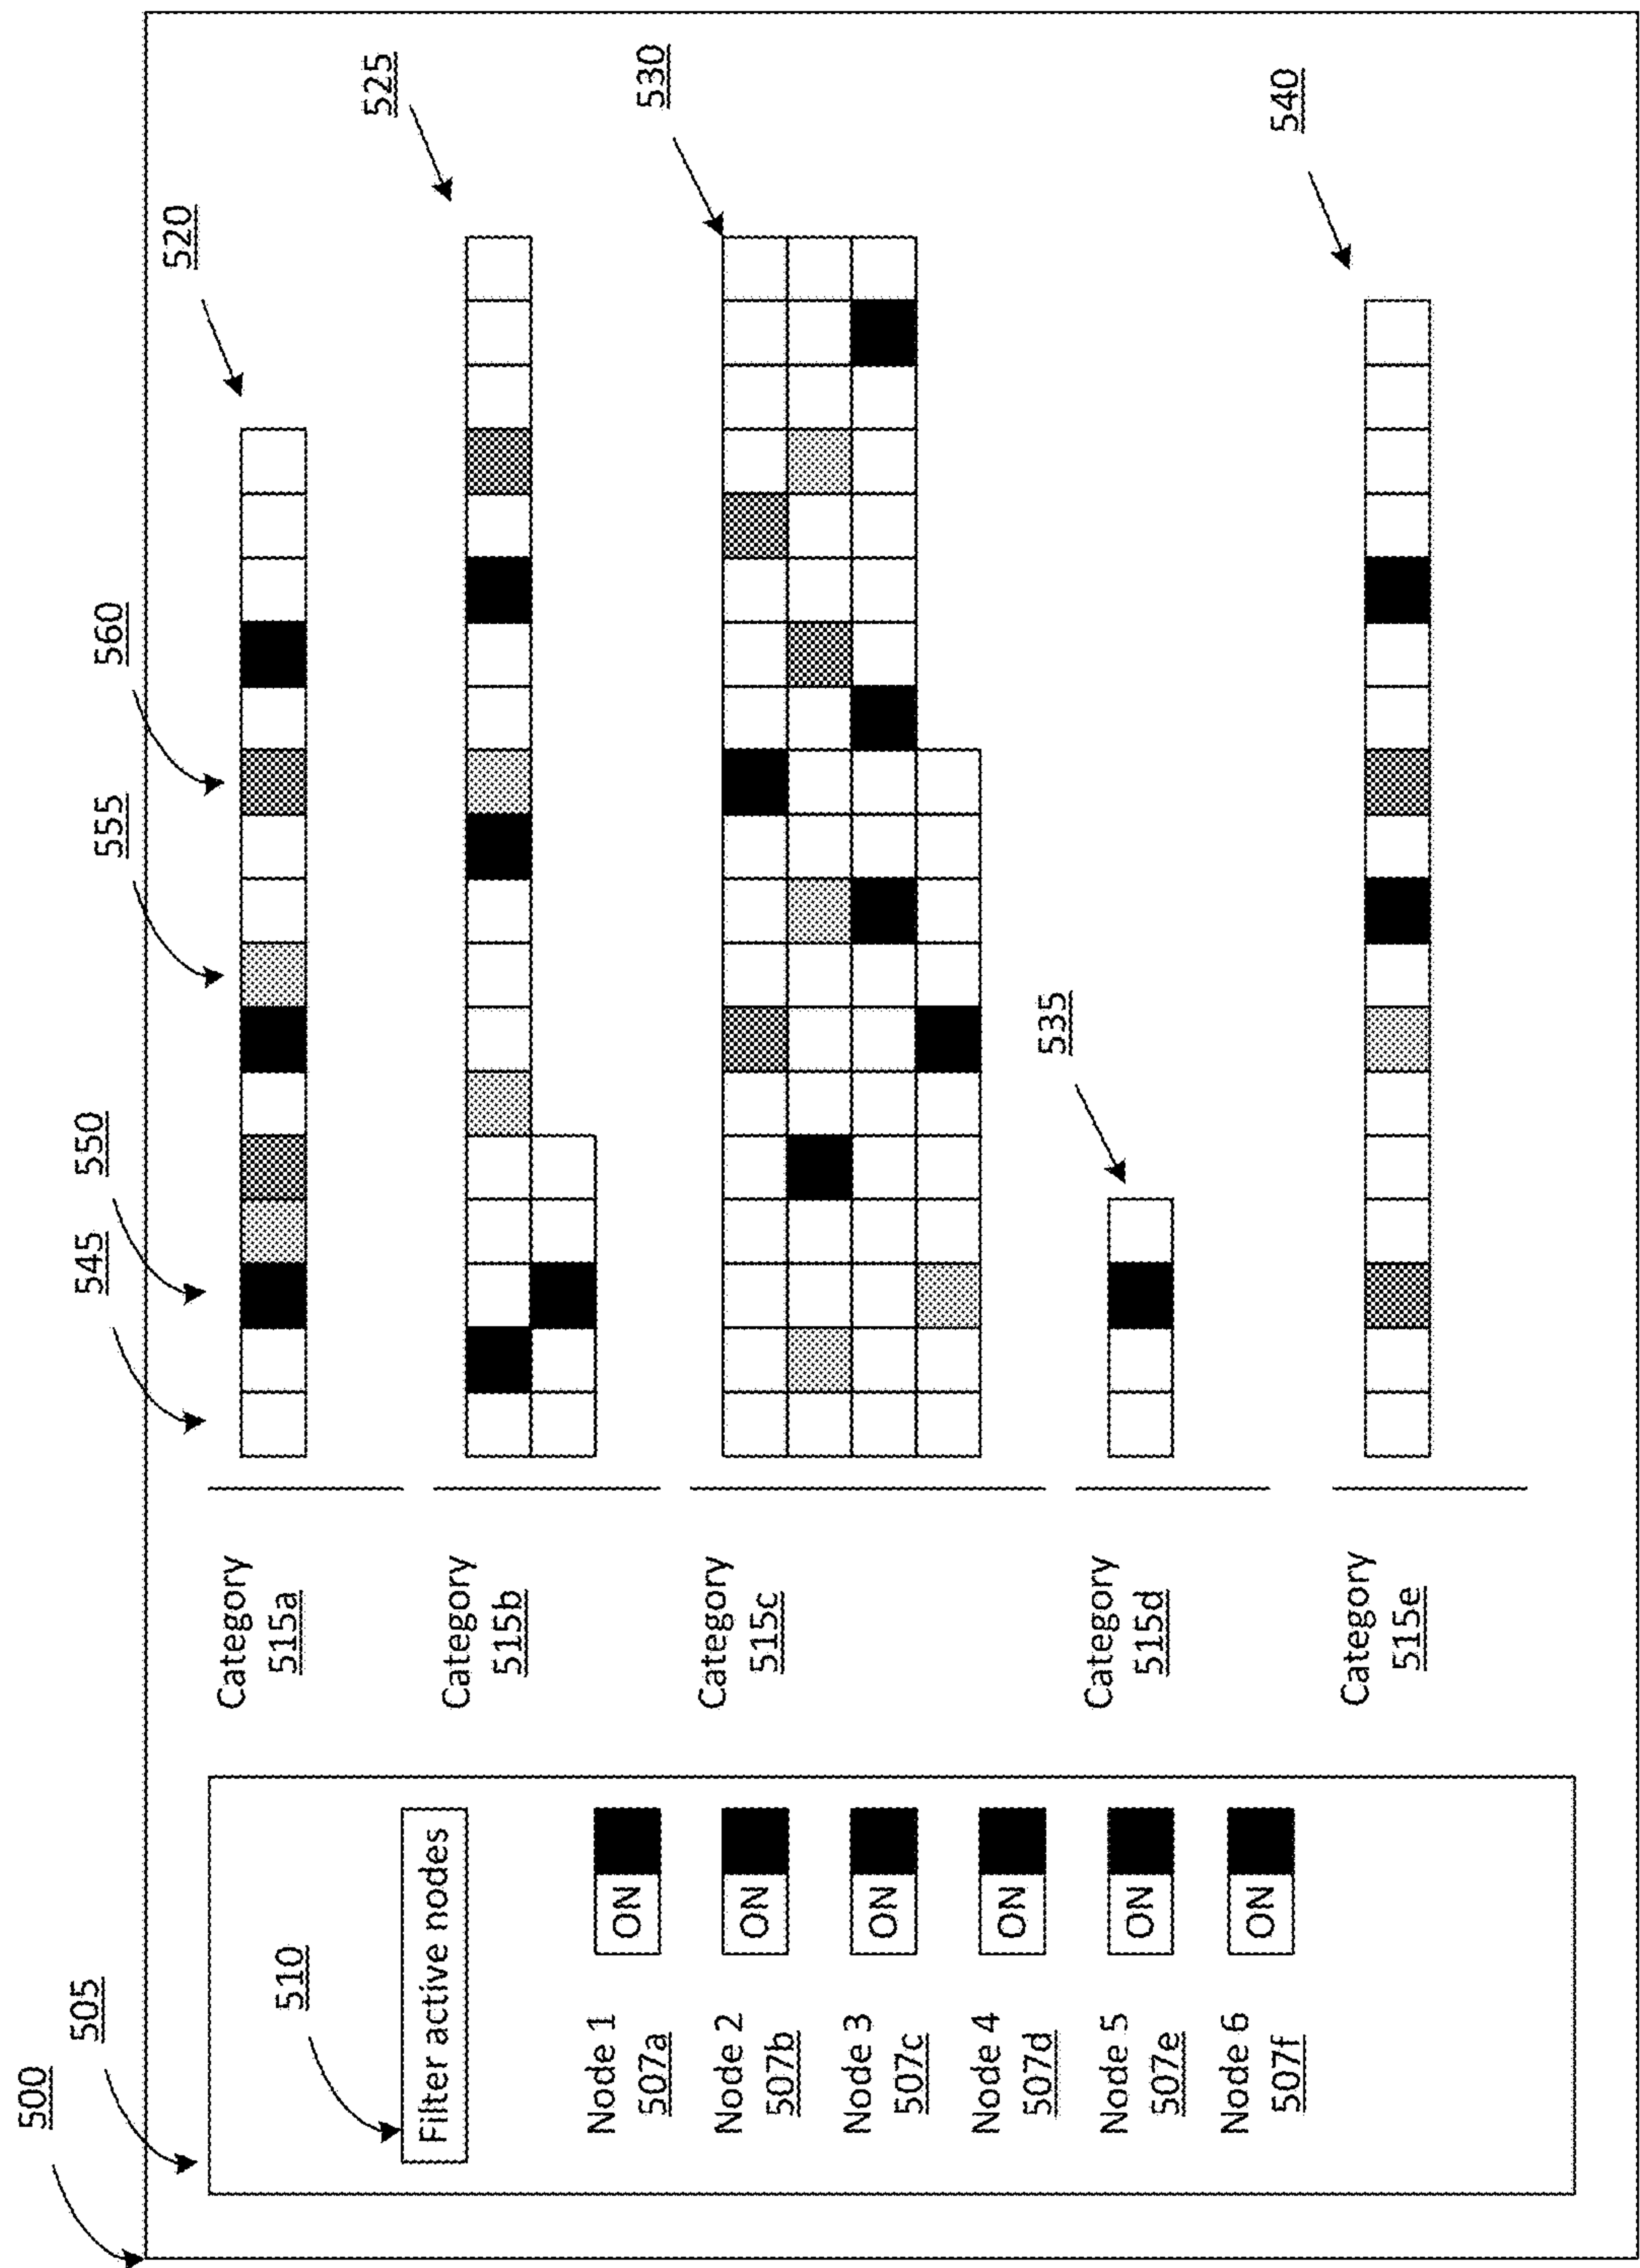 500
505
510
Filter active nodes
Node 1
507a
ON
Node 2
507b
ON
Node 3
507c
ON
Node 4
507d
ON
Node 5
507e
ON
Node 6
507f
ON
Category
515a
545
550
555
560
520
Category
515b
525
Category
515c
530
Category
515d
535
Category
515e
540